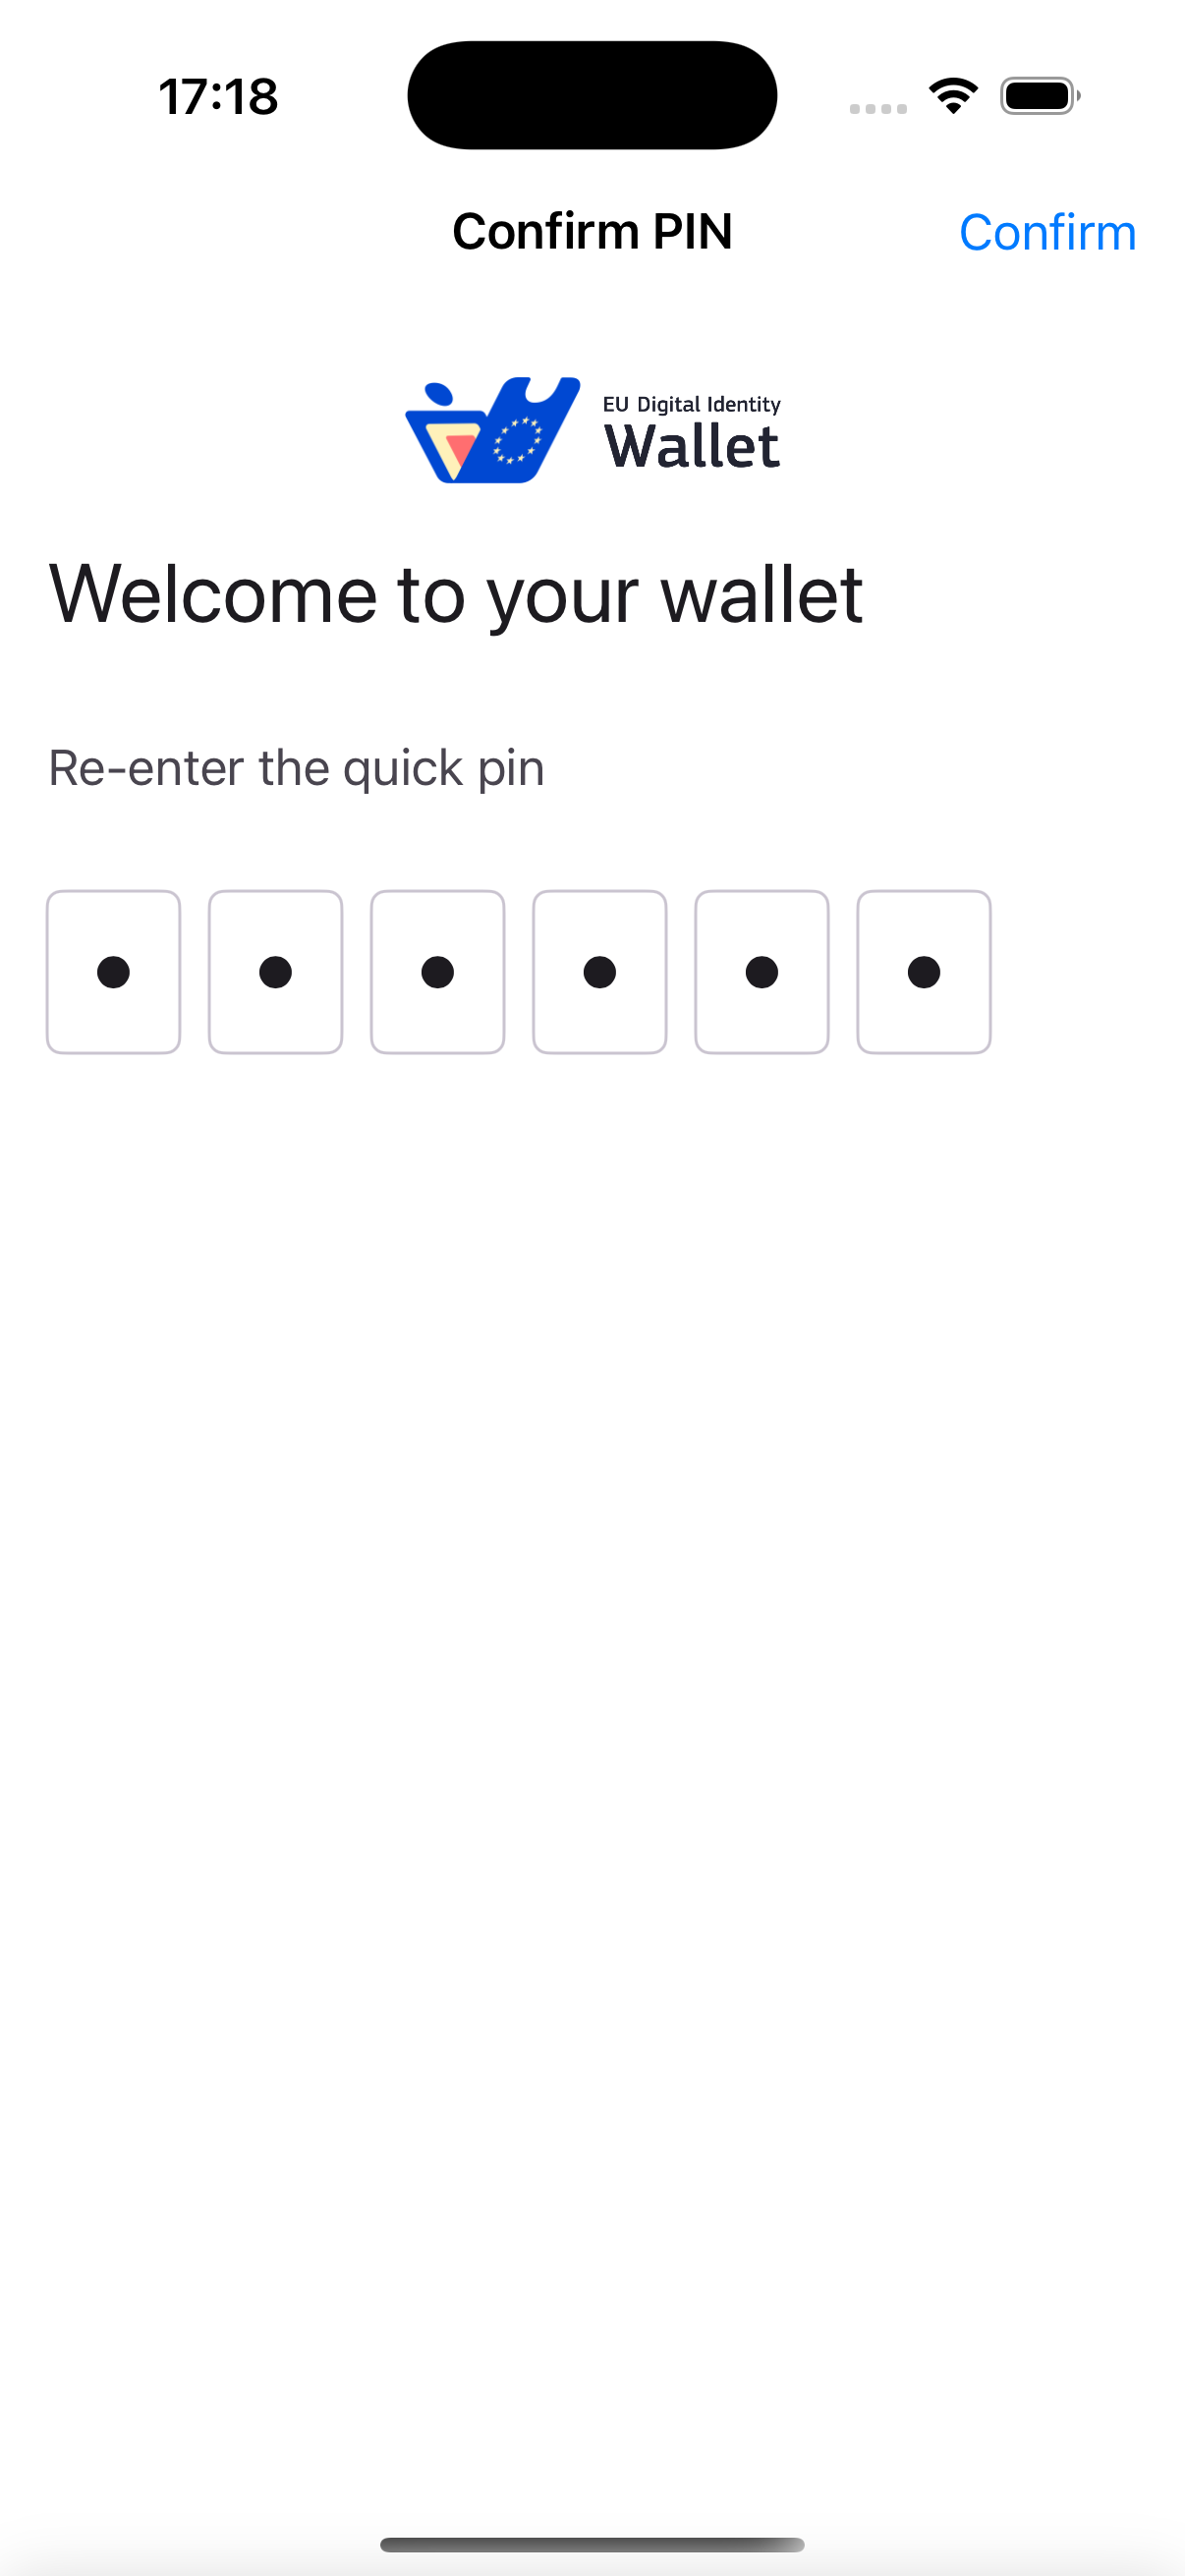 17:18
Confirm PIN
Confirm
EU Digital Identity
Wallet
Welcome to your wallet
Re-enter the quick pin